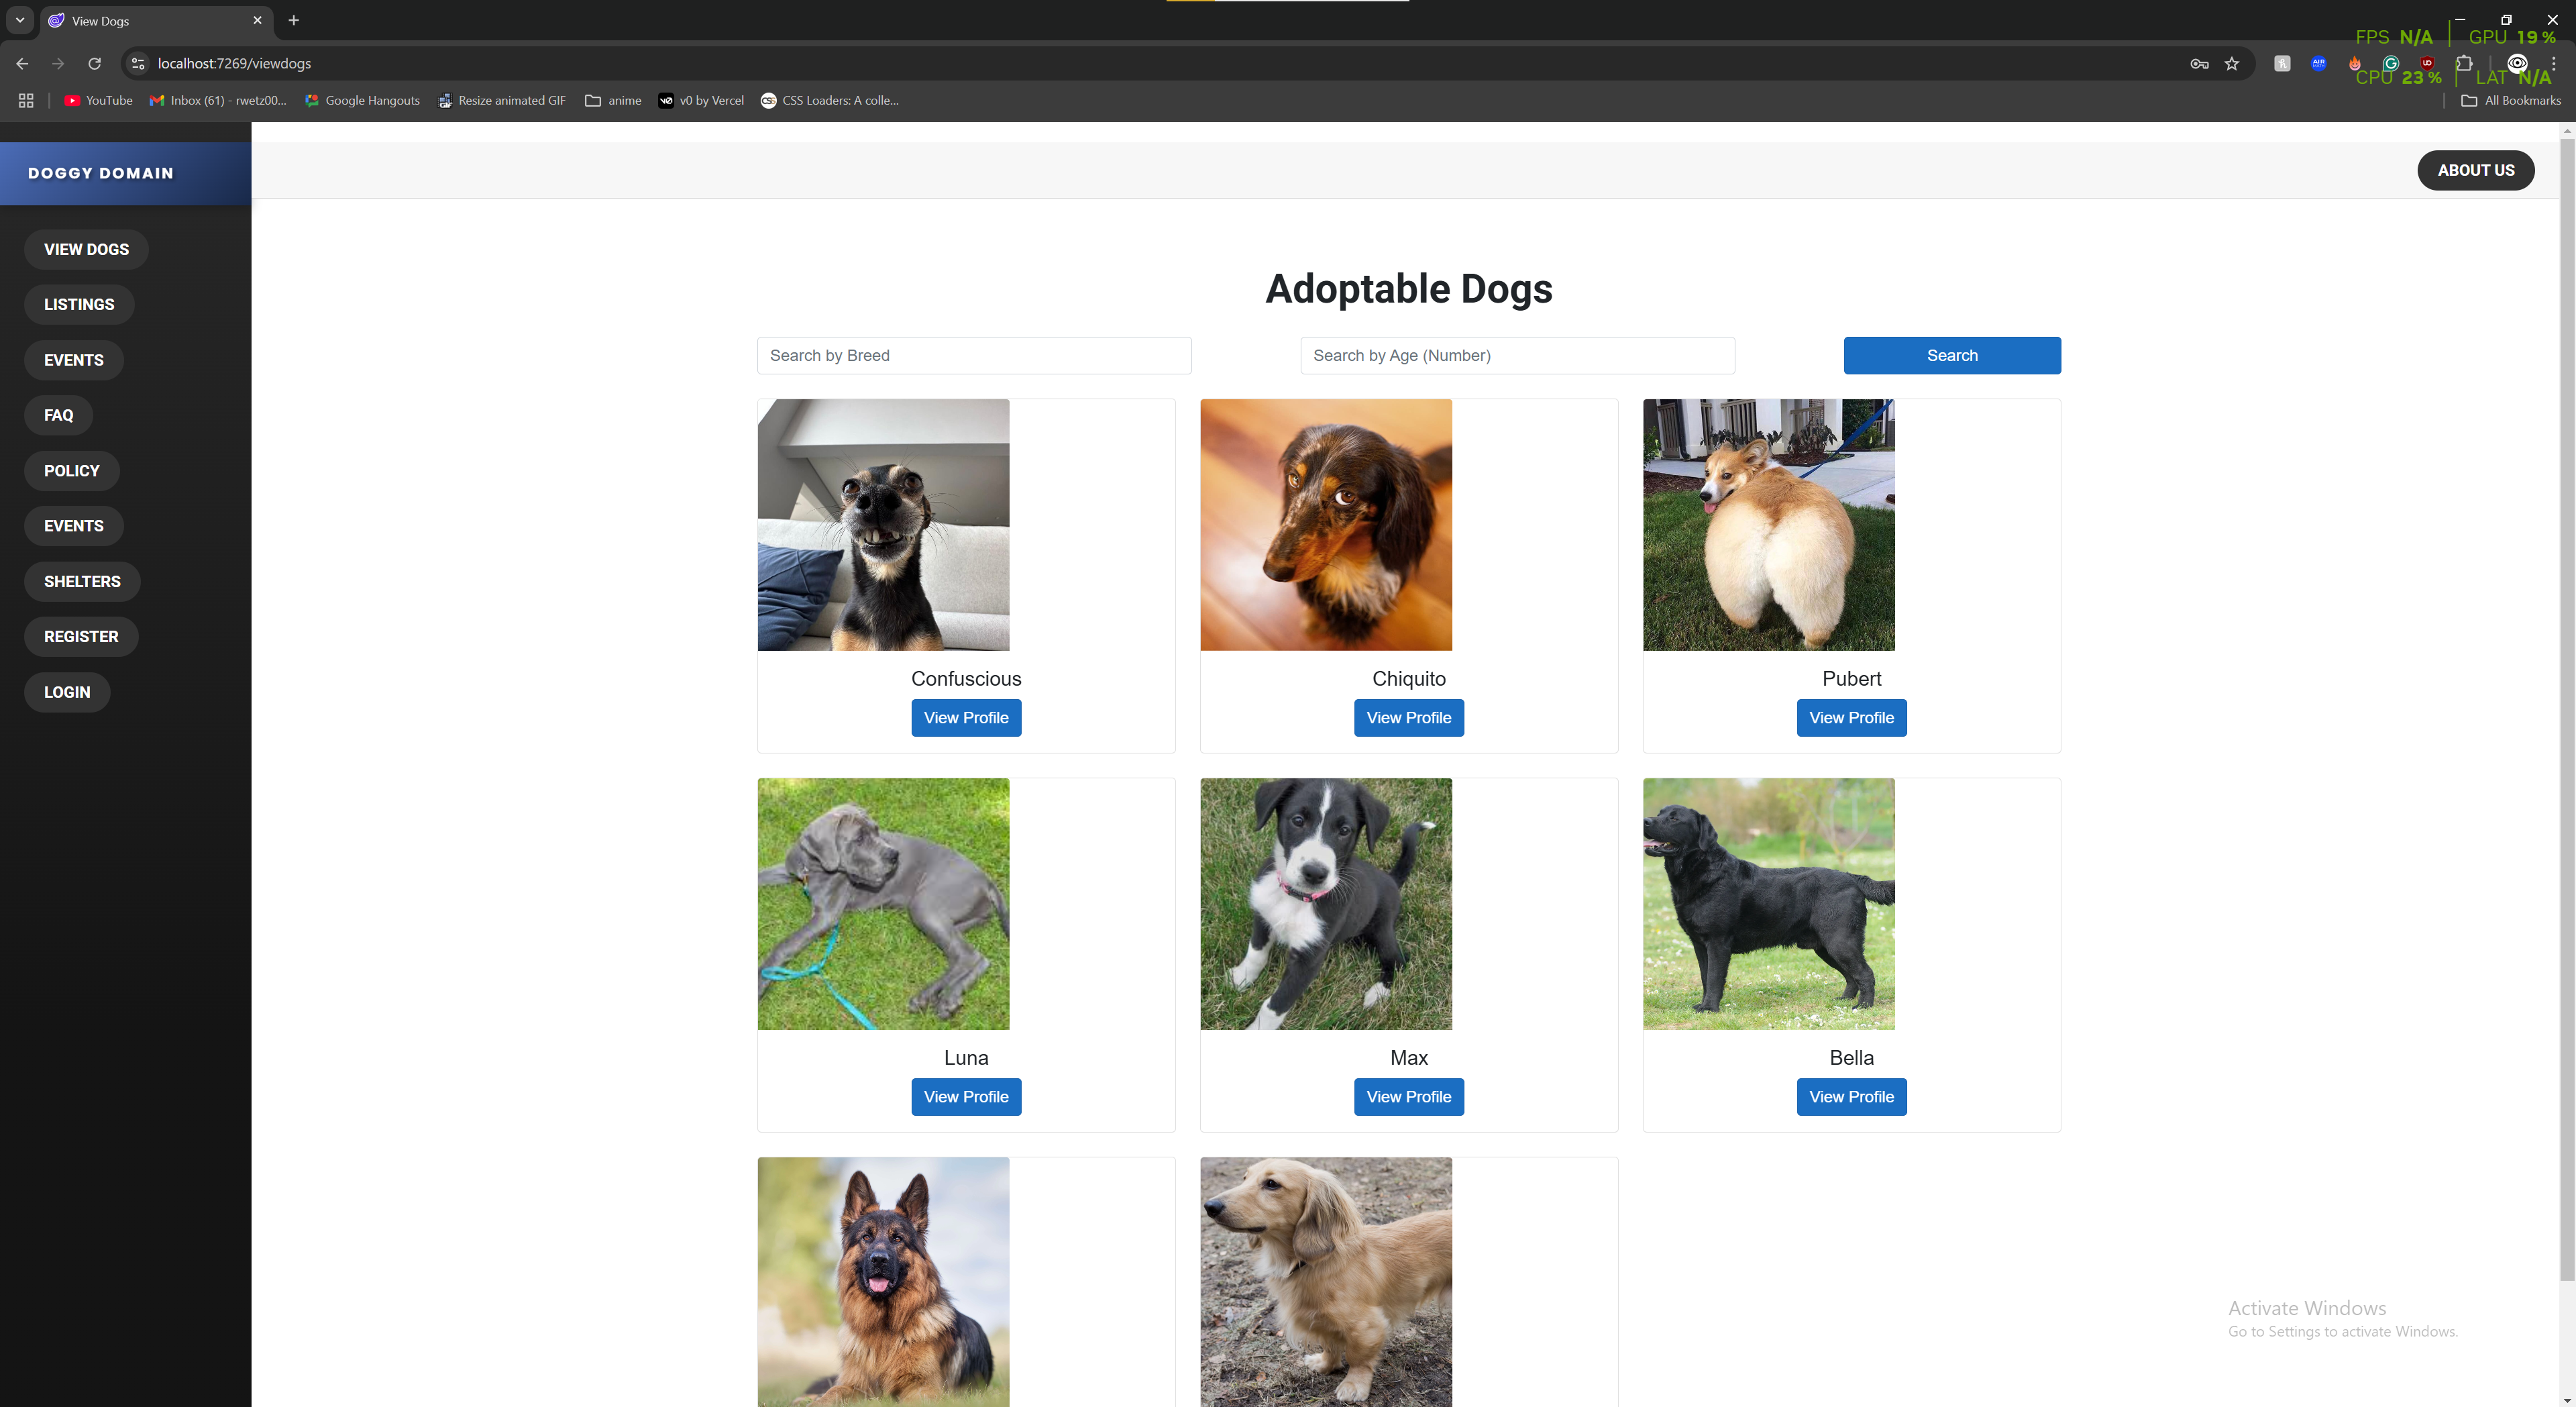 View Dogs
FPS N/A GPU 19 %
localhost:7269/viewdogs
CPU 23 % LAT N/A
YouTube
Inbox (61) - rwetz00...
Google Hangouts
Resize animated GIF
anime
v0 by Vercel
CSS Loaders: A colle...
All Bookmarks
DOGGY DOMAIN
ABOUT US
VIEW DOGS
LISTINGS
EVENTS
FAQ
POLICY
EVENTS
SHELTERS
REGISTER
LOGIN
Adoptable Dogs
Search by Breed
Search by Age (Number)
Search
Confuscious
Chiquito
Pubert
View Profile
View Profile
View Profile
Luna
Max
Bella
View Profile
View Profile
View Profile
Activate Windows
Go to Settings to activate Windows.